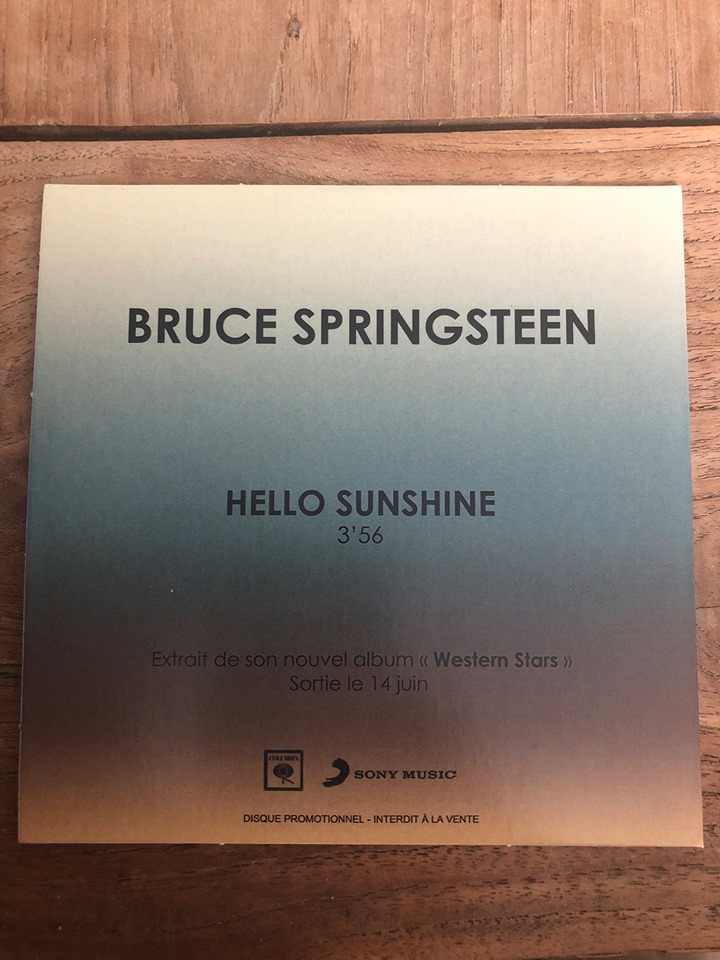 BRUCE SPRINGSTEEN
HELLO SUNSHINE
3'56
Extrait de son nouvel album « Western Stars »
Sortie le 14 juin
COLUMBIA
SONY MUSIC
DISQUE PROMOTIONNEL - INTERDIT À LA VENTE